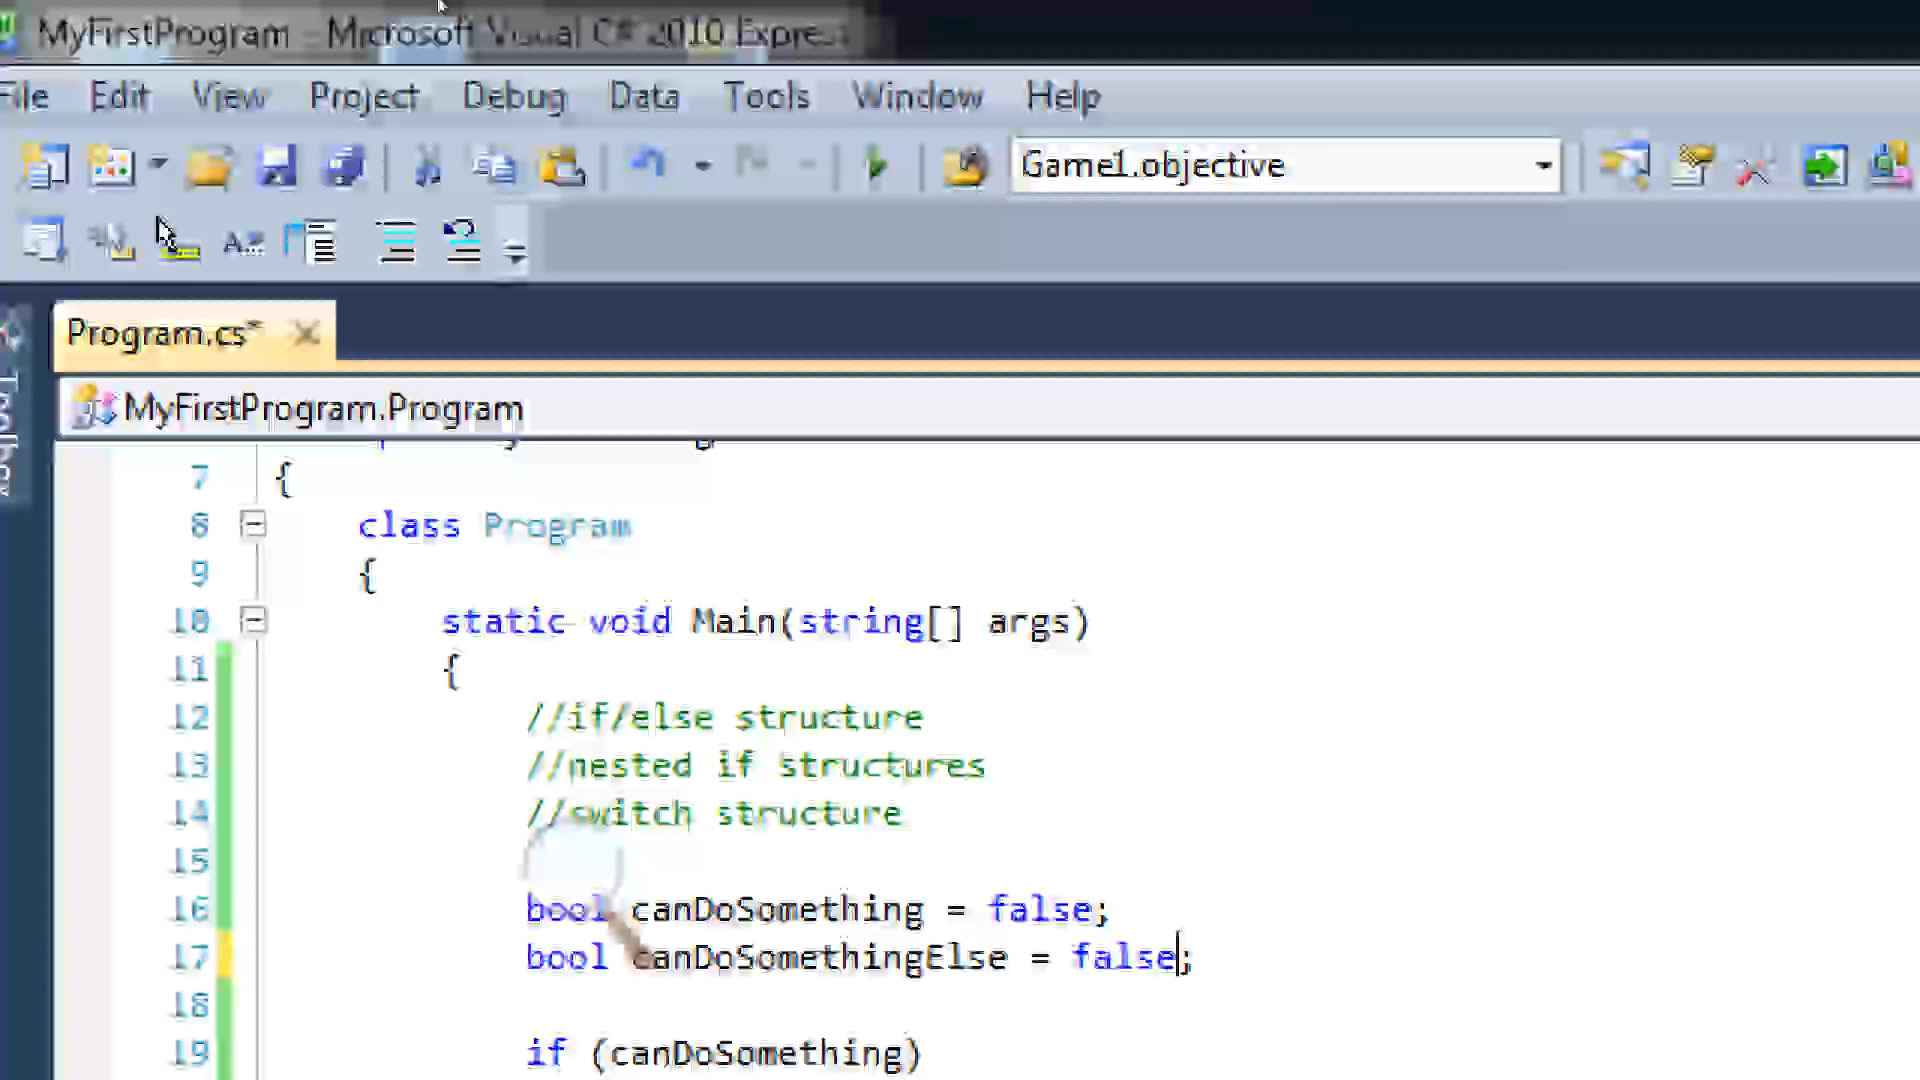 MyFirstProgram - Microsoft Visual C# 2010 Express
File Edit View Project Debug Data Tools Window Help
Game1.objective
Program.cs*
Toolbox
MyFirstProgram.Program
7 {
8 class Program
9 {
10 static void Main(string[] args)
11 {
12 //if/else structure
13 //nested if structures
14 //switch structure
15
16 bool canDoSomething = false;
17 bool canDoSomethingElse = false;
18
19 if (canDoSomething)